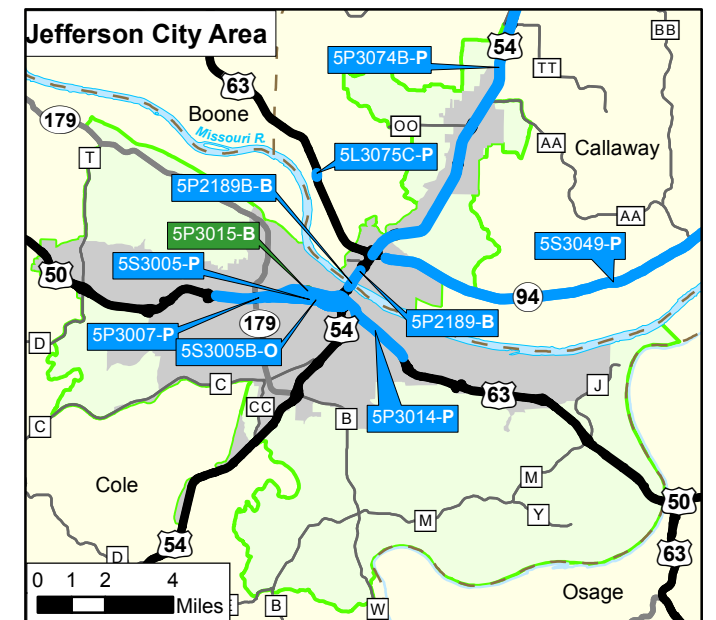 Jefferson City Area
54
BB
5P3074B-P
TT
63
179
Boone
OO
Missouri R.
AA
Callaway
T
5L3075C-P
5P2189B-B
AA
5P3015-B
5S3049-P
5S3005-P
50
94
179
54
5P2189-B
5P3007-P
D
5S3005B-O
C
63
J
CC
B
5P3014-P
C
Cole
M
50
M
Y
54
D
63
0 1 2 4
Miles
Osage
B
W